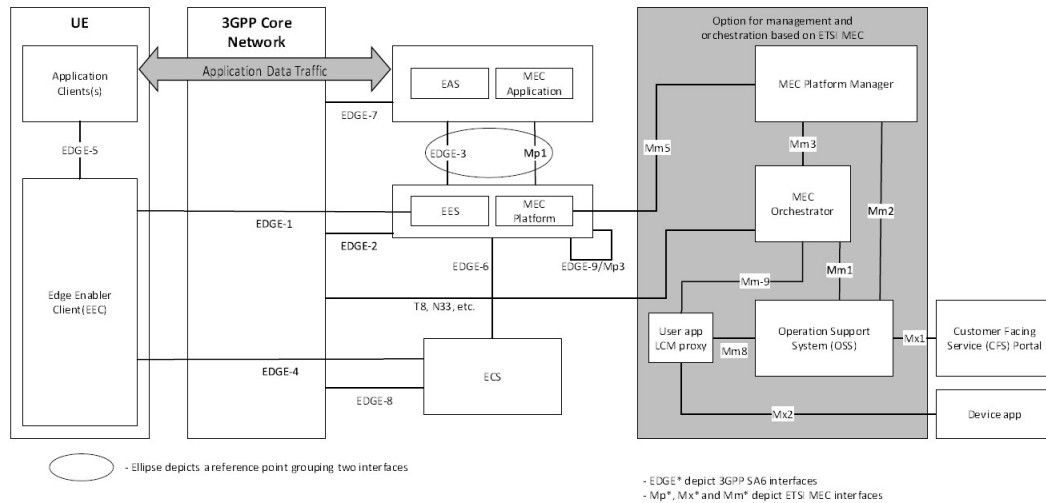 UE
3GPP Core
Network
Option for management and
orchestration based on ETSI MEC
Application
Clients(s)
Application Data Traffic
EAS
MEC
Application
MEC Platform Manager
EDGE-7
EDGE-5
EDGE-3
Mp1
Mm5
Mm3
EES
MEC
Platform
MEC
Orchestrator
Mm2
EDGE-1
EDGE-2
EDGE-6
EDGE-9/Mp3
Mm-9
Mm1
Edge Enabler
Client(EEC)
T8, N33, etc.
User app
LCM proxy
Mm8
Operation Support
System (OSS)
Mx1
Customer Facing
Service (CFS) Portal
EDGE-4
ECS
EDGE-8
Mx2
Device app
- Ellipse depicts a reference point grouping two interfaces
- EDGE* depict 3GPP SA6 interfaces
- Mp*, Mx* and Mm* depict ETSI MEC interfaces